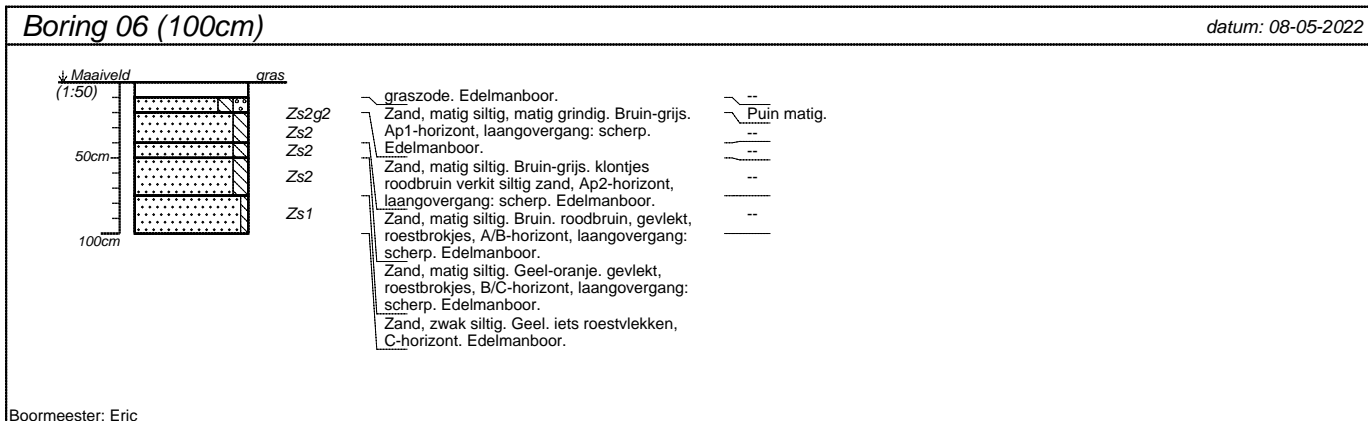 Boring 06 (100cm)
datum: 08-05-2022
Maaiveld
gras
(1:50)
50cm
100cm
Zs2g2
Zs2
Zs2
Zs2
Zs1
graszode. Edelmanboor.
Zand, matig siltig, matig grindig. Bruin-grijs.
Ap1-horizont, laangovergang: scherp.
Edelmanboor.
Zand, matig siltig. Bruin-grijs. klontjes
roodbruin verkit siltig zand, Ap2-horizont,
laangovergang: scherp. Edelmanboor.
Zand, matig siltig. Bruin. roodbruin, gevlekt,
roestbrokjes, A/B-horizont, laangovergang:
scherp. Edelmanboor.
Zand, matig siltig. Geel-oranje. gevlekt,
roestbrokjes, B/C-horizont, laangovergang:
scherp. Edelmanboor.
Zand, zwak siltig. Geel. iets roestvlekken,
C-horizont. Edelmanboor.
--
Puin matig.
--
--
--
--
Boormeester: Eric